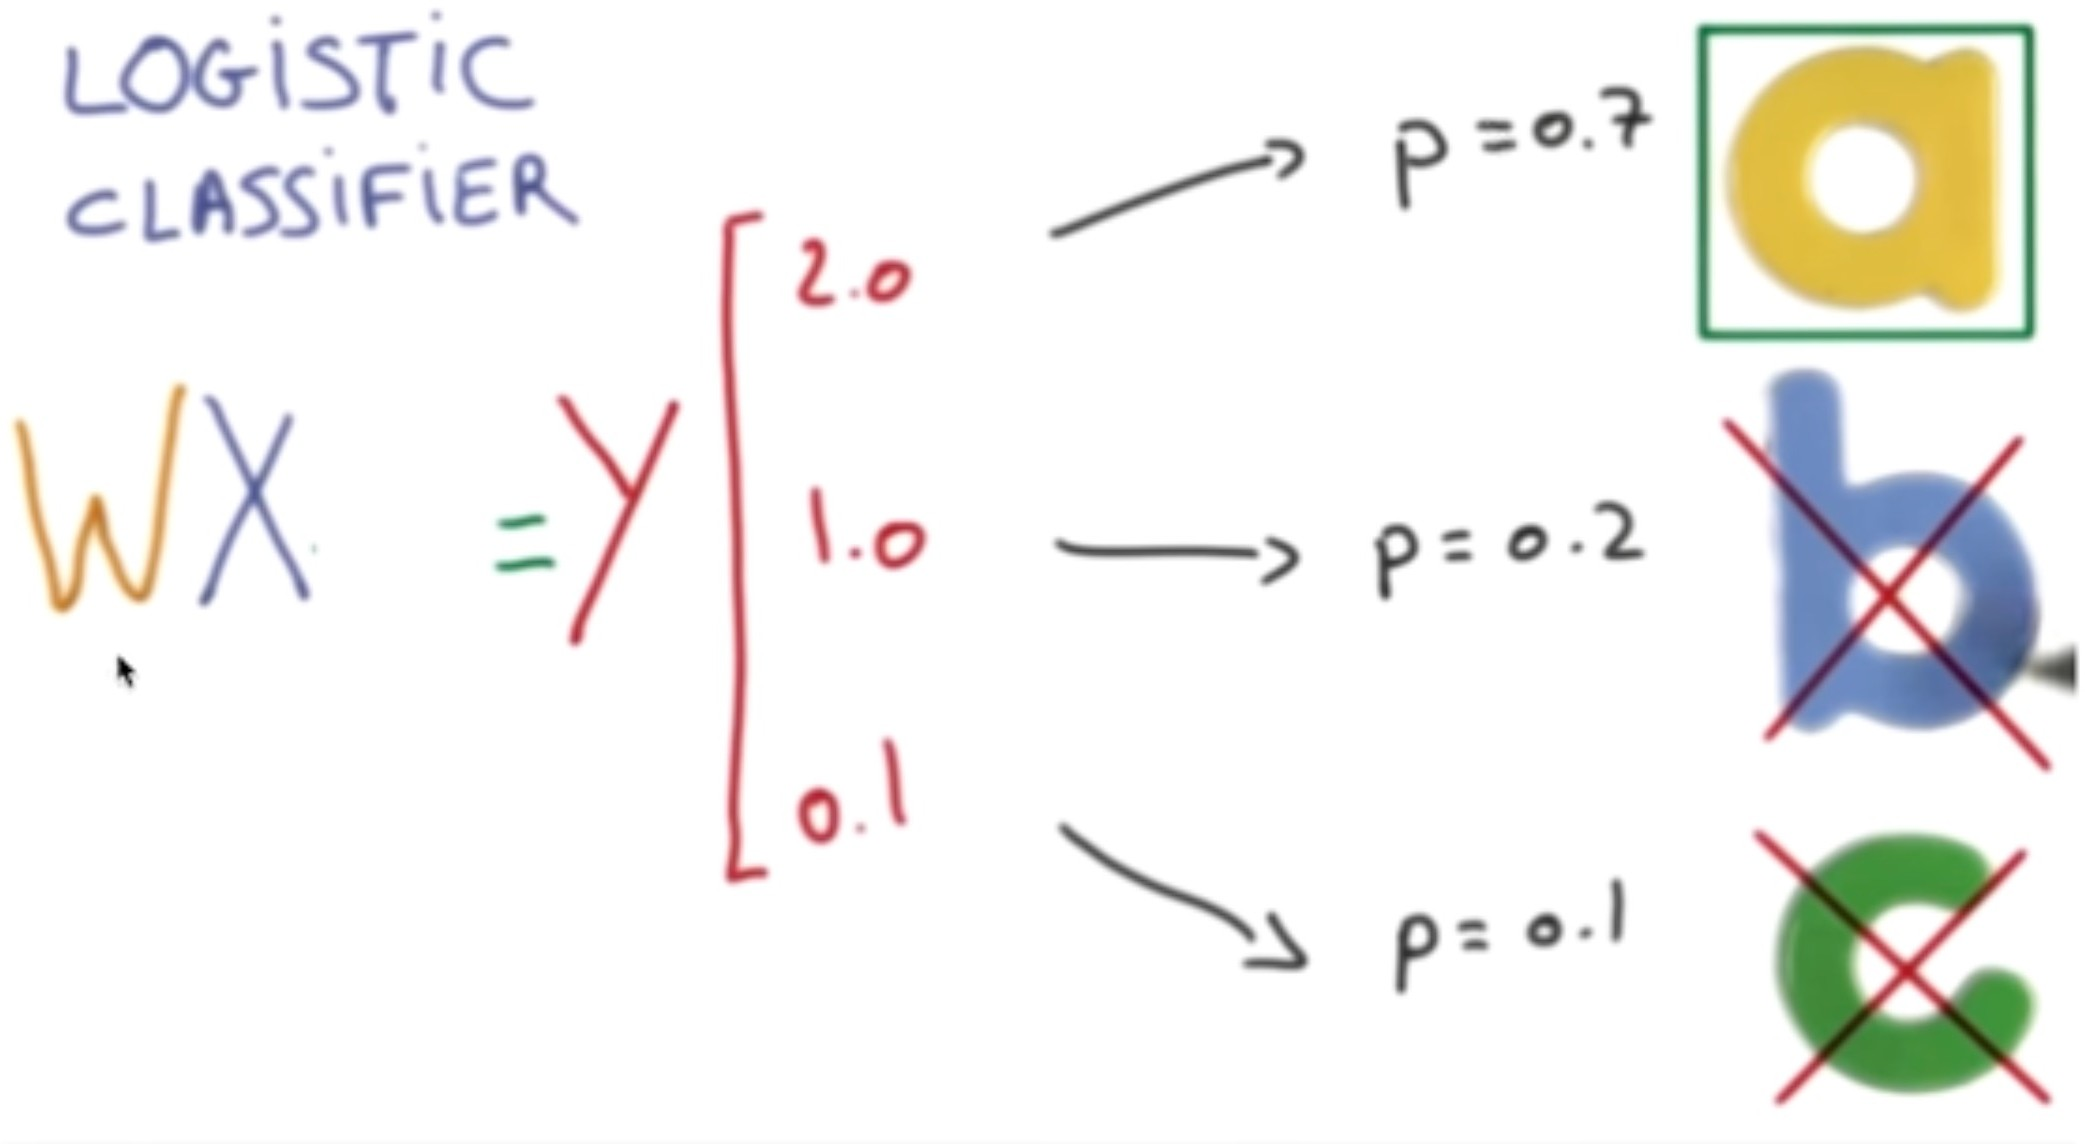 LOGiSTiC
CLASSiFiER
WX = Y
2.0
p = 0.7
a
1.0
p = 0.2
b
0.1
p = 0.1
c